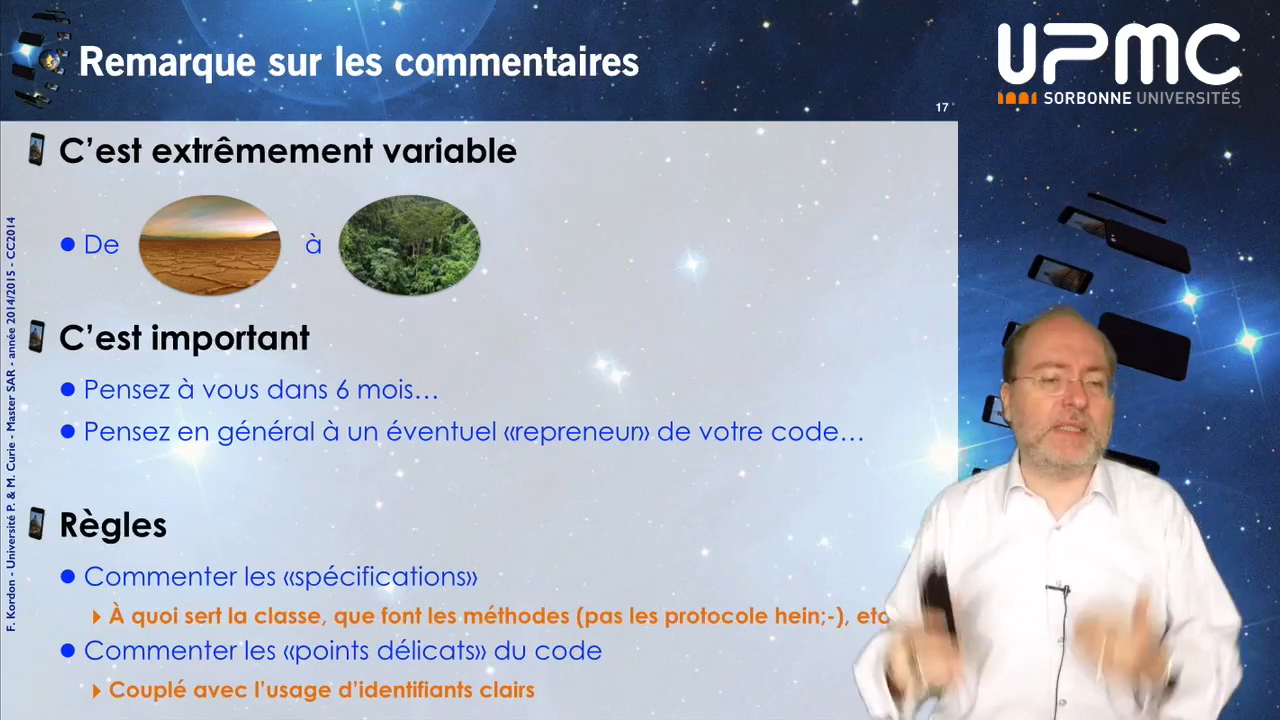 Remarque sur les commentaires
UPMC
SORBONNE UNIVERSITÉS
17
C'est extrêmement variable
De à
C'est important
Pensez à vous dans 6 mois…
Pensez en général à un éventuel «repreneur» de votre code…
Règles
Commenter les «spécifications»
À quoi sert la classe, que font les méthodes (pas les protocole hein;-), etc
Commenter les «points délicats» du code
Couplé avec l'usage d'identifiants clairs
F. Kordon - Université P. & M. Curie - Master SAR - année 2014/2015 - CC2014